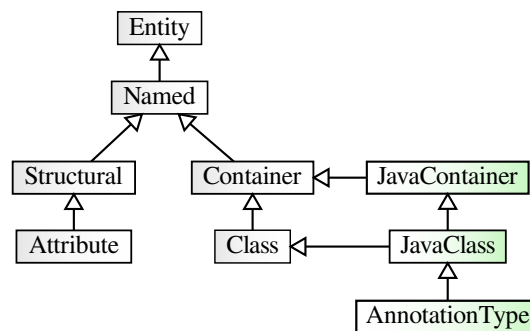 Entity
Named
Structural
Container
JavaContainer
Attribute
Class
JavaClass
AnnotationType